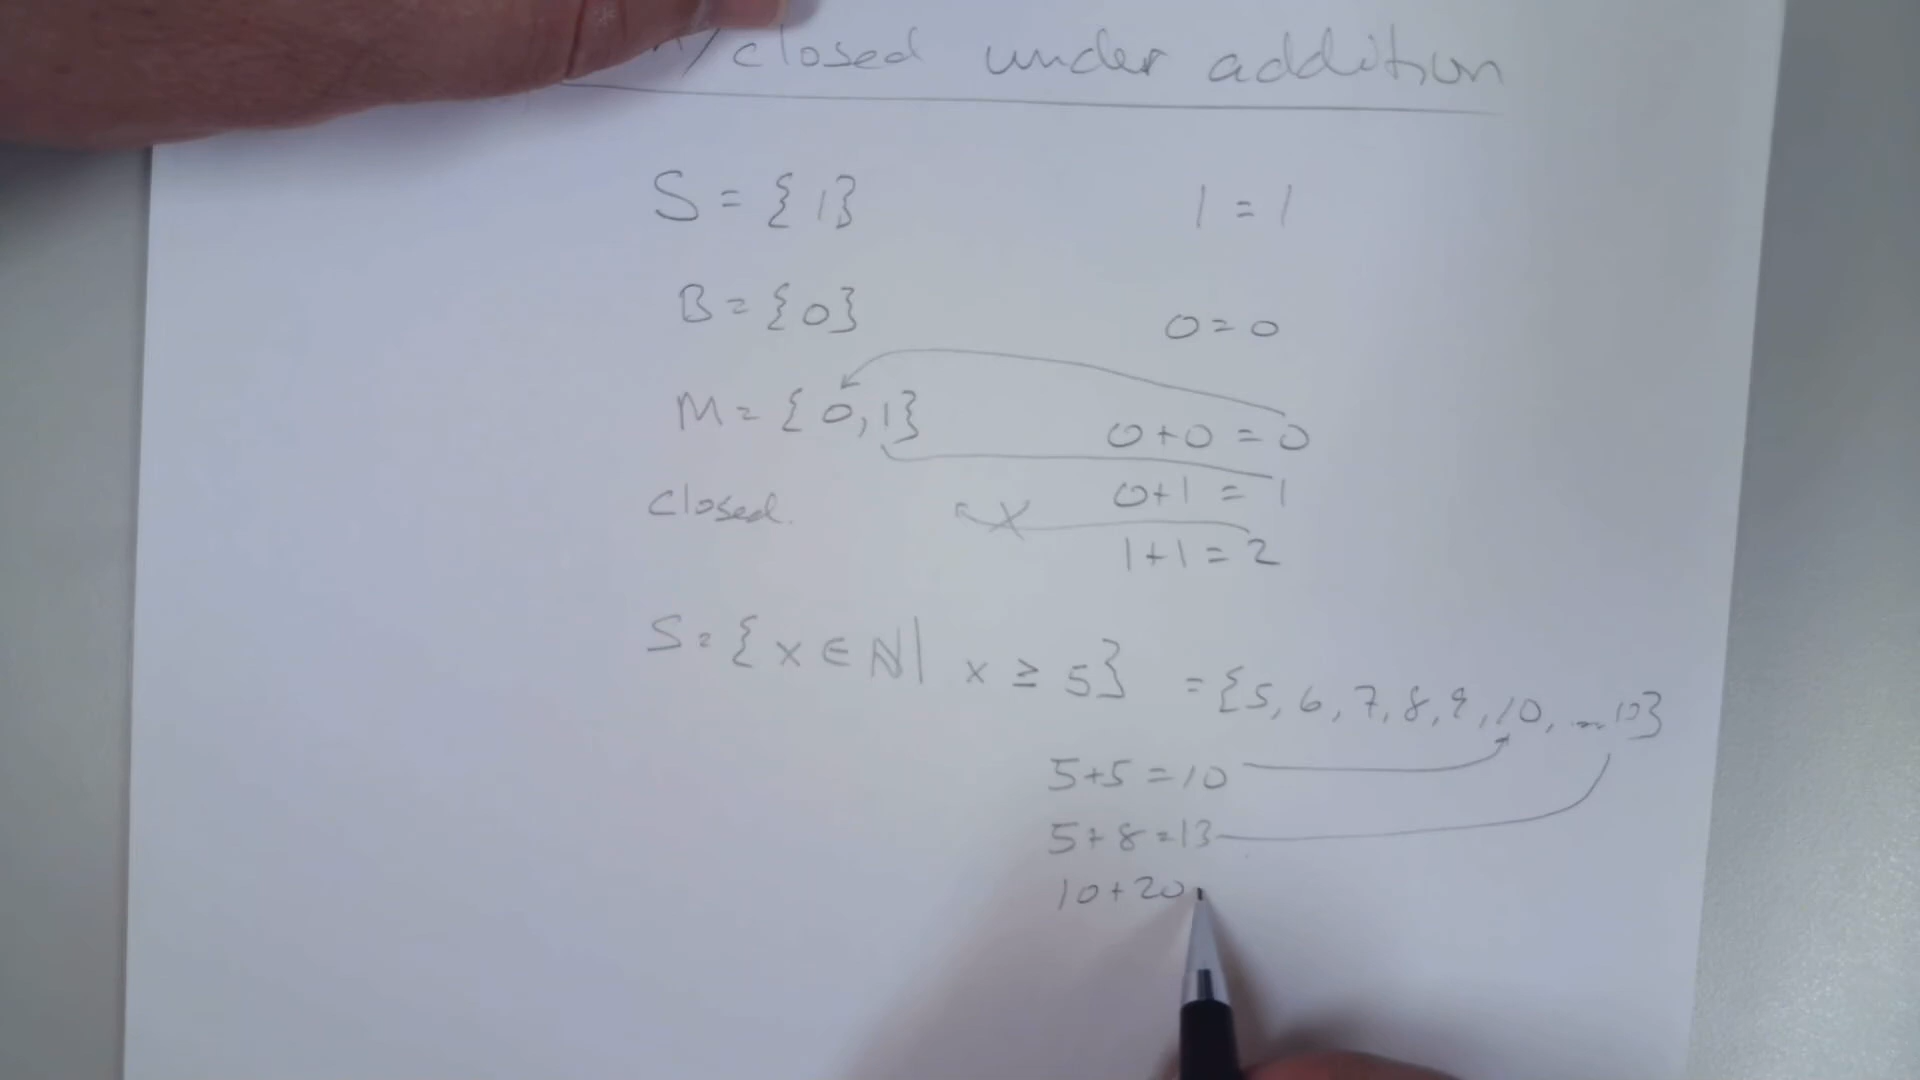 closed under addition
S = {1} 1 = 1
B = {0} 0 = 0
M = {0,1} 0+0 = 0
0+1 = 1
closed. 1+1 = 2
S = {x ∈ ℕ| x ≥ 5} = {5, 6, 7, 8, 9, 10, ... 13}
5+5 = 10
5+8 = 13
10+20